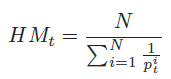 $HM_t = \frac{N}{\sum_{i=1}^{N} \frac{1}{p_t^i}}$